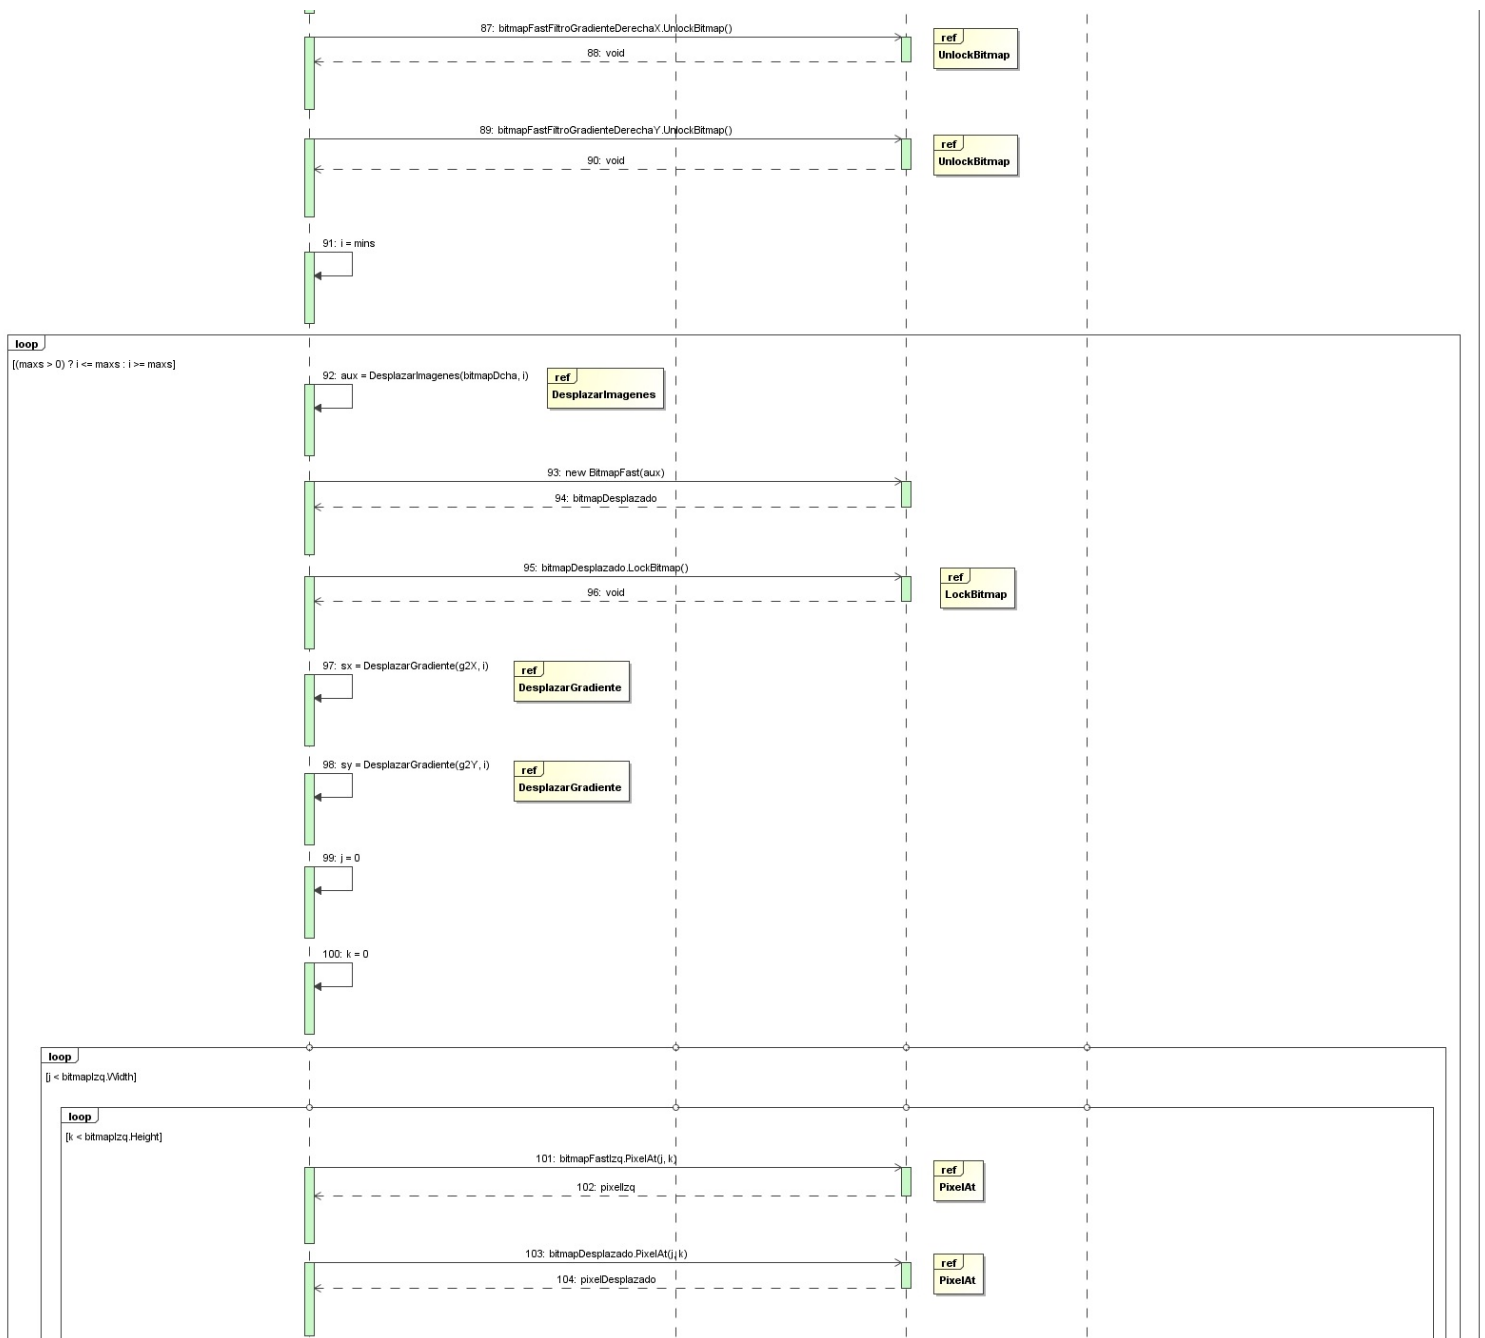 87: bitmapFastFiltroGradienteDerechaX.UnlockBitmap()
ref
UnlockBitmap
88: void
89: bitmapFastFiltroGradienteDerechaY.UnlockBitmap()
ref
UnlockBitmap
90: void
91: i = mins
loop
[(maxs > 0) ? i <= maxs : i >= maxs]
92: aux = DesplazarImagenes(bitmapDcha, i)
ref
DesplazarImagenes
93: new BitmapFast(aux)
94: bitmapDesplazado
95: bitmapDesplazado.LockBitmap()
ref
LockBitmap
96: void
97: sx = DesplazarGradiente(g2X, i)
ref
DesplazarGradiente
98: sy = DesplazarGradiente(g2Y, i)
ref
DesplazarGradiente
99: j = 0
100: k = 0
loop
[j < bitmapIzq.Width]
loop
[k < bitmapIzq.Height]
101: bitmapFastIzq.PixelAt(j, k)
ref
PixelAt
102: pixelIzq
103: bitmapDesplazado.PixelAt(j, k)
ref
PixelAt
104: pixelDesplazado